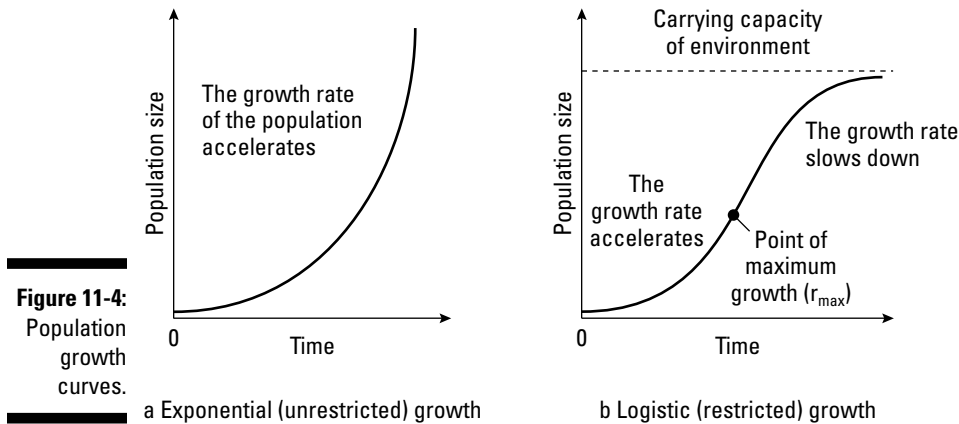 Figure 11-4:
Population
growth
curves.
Population size
The growth rate
of the population
accelerates
0
Time
a Exponential (unrestricted) growth
Population size
Carrying capacity
of environment
The growth rate
slows down
The
growth rate
accelerates
Point of
maximum
growth (rmax)
0
Time
b Logistic (restricted) growth